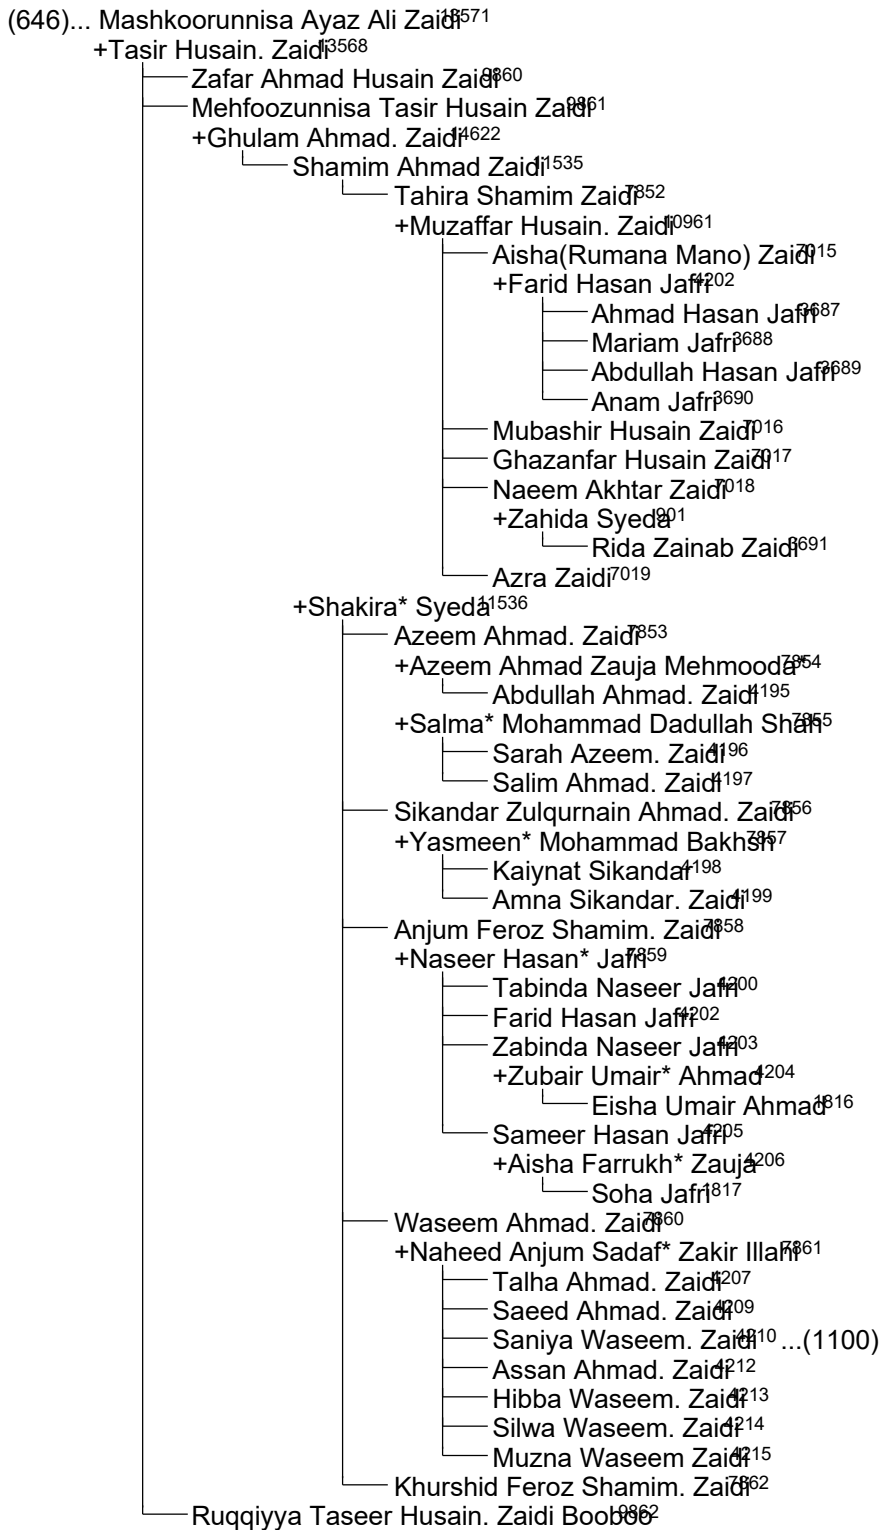 (646)... Mashkoorunnisa Ayaz Ali Zaidi13571
+Tasir Husain. Zaidi13568
Zafar Ahmad Husain Zaidi9860
Mehfoozunnisa Tasir Husain Zaidi9861
+Ghulam Ahmad. Zaidi14622
Shamim Ahmad Zaidi11535
Tahira Shamim Zaidi7852
+Muzaffar Husain. Zaidi10961
Aisha(Rumana Mano) Zaidi7015
+Farid Hasan Jafri4202
Ahmad Hasan Jafri3687
Mariam Jafri3688
Abdullah Hasan Jafri3689
Anam Jafri3690
Mubashir Husain Zaidi7016
Ghazanfar Husain Zaidi7017
Naeem Akhtar Zaidi7018
+Zahida Syeda901
Rida Zainab Zaidi3691
Azra Zaidi7019
+Shakira* Syeda11536
Azeem Ahmad. Zaidi7853
+Azeem Ahmad Zauja Mehmooda*7854
Abdullah Ahmad. Zaidi4195
+Salma* Mohammad Dadullah Shah7855
Sarah Azeem. Zaidi4196
Salim Ahmad. Zaidi4197
Sikandar Zulqurnain Ahmad. Zaidi7856
+Yasmeen* Mohammad Bakhsh7857
Kaiynat Sikandar4198
Amna Sikandar. Zaidi4199
Anjum Feroz Shamim. Zaidi7858
+Naseer Hasan* Jafri7859
Tabinda Naseer Jafri4200
Farid Hasan Jafri4202
Zabinda Naseer Jafri4203
+Zubair Umair* Ahmad4204
Eisha Umair Ahmad1816
Sameer Hasan Jafri4205
+Aisha Farrukh* Zauja4206
Soha Jafri1817
Waseem Ahmad. Zaidi7860
+Naheed Anjum Sadaf* Zakir Illahi7861
Talha Ahmad. Zaidi4207
Saeed Ahmad. Zaidi4209
Saniya Waseem. Zaidi4210 ...(1100)
Assan Ahmad. Zaidi4212
Hibba Waseem. Zaidi4213
Silwa Waseem. Zaidi4214
Muzna Waseem Zaidi4215
Khurshid Feroz Shamim. Zaidi7862
Ruqqiyya Taseer Husain. Zaidi Booboo9862